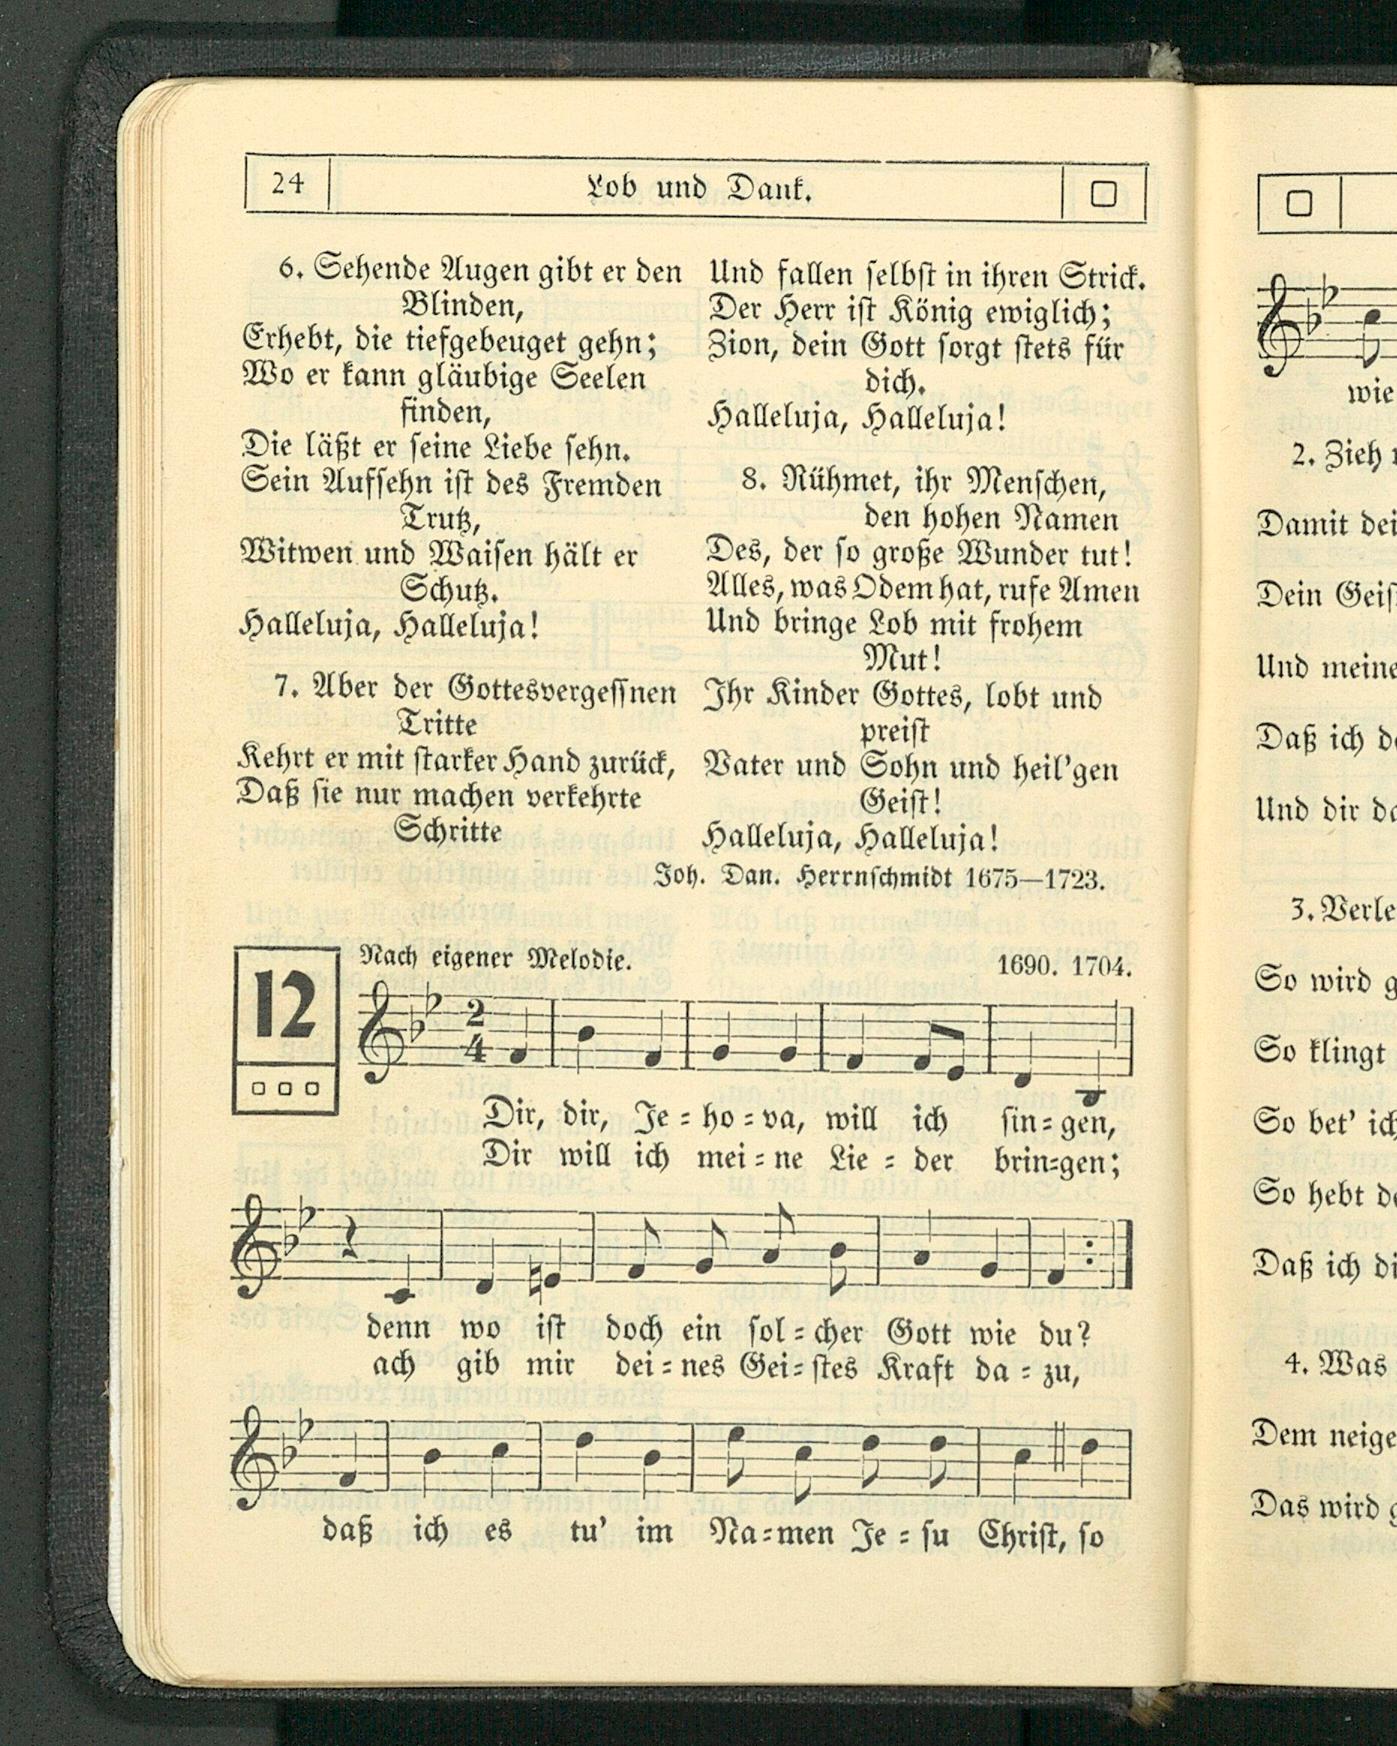 24
Lob und Dank.
6. Sehende Augen gibt er den
Blinden,
Erhebt, die tiefgebeuget gehn;
Wo er kann gläubige Seelen
finden,
Die läßt er seine Liebe sehn.
Sein Aufsehn ist des Fremden
Trutz,
Witwen und Waisen hält er
Schutz.
Halleluja, Halleluja!
7. Aber der Gottesvergessnen
Tritte
Kehrt er mit starker Hand zurück,
Daß sie nur machen verkehrte
Schritte
Und fallen selbst in ihren Strick.
Der Herr ist König ewiglich;
Zion, dein Gott sorgt stets für
dich.
Halleluja, Halleluja!
8. Rühmet, ihr Menschen,
den hohen Namen
Des, der so große Wunder tut!
Alles, was Odem hat, rufe Amen
Und bringe Lob mit frohem
Mut!
Ihr Kinder Gottes, lobt und
preist
Vater und Sohn und heil'gen
Geist!
Halleluja, Halleluja!
Joh. Dan. Herrnschmidt 1675—1723.
12
Nach eigener Melodie.
1690. 1704.
2
4
Dir, dir, Je-ho-va, will ich sin-gen,
Dir will ich mei-ne Lie-der brin-gen;
denn wo ist doch ein sol-cher Gott wie du?
ach gib mir dei-nes Gei-stes Kraft da-zu,
daß ich es tu' im Na-men Je-su Christ, so
wie
2. Zieh
Damit dei
Dein Geis
Und meine
Daß ich
Und dir
3. Verle
So wird
So klingt
So bet' ich
So hebt
Daß ich
4. Was
Dem neige
Das wird